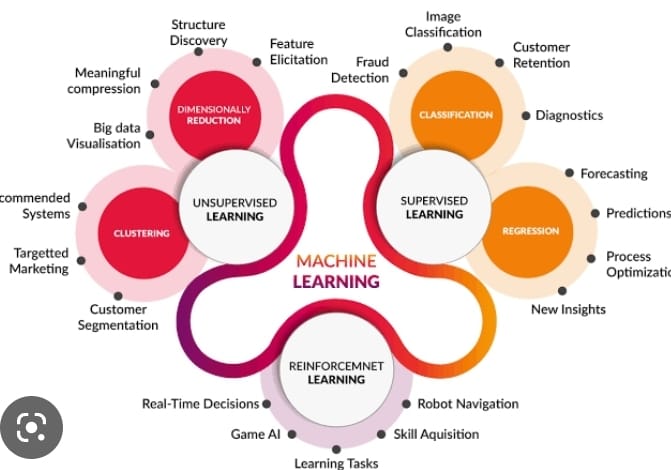 Structure
Discovery
Feature
Elicitation
Meaningful
compression
DIMENSIONALLY
REDUCTION
Big data
Visualisation
commended
Systems
CLUSTERING
Targetted
Marketing
Customer
Segmentation
UNSUPERVISED
LEARNING
Image
Classification
Fraud
Detection
Customer
Retention
CLASSIFICATION
Diagnostics
SUPERVISED
LEARNING
Forecasting
REGRESSION
Predictions
Process
Optimizatio
New Insights
MACHINE
LEARNING
REINFORCEMNET
LEARNING
Real-Time Decisions
Robot Navigation
Game AI
Skill Aquisition
Learning Tasks